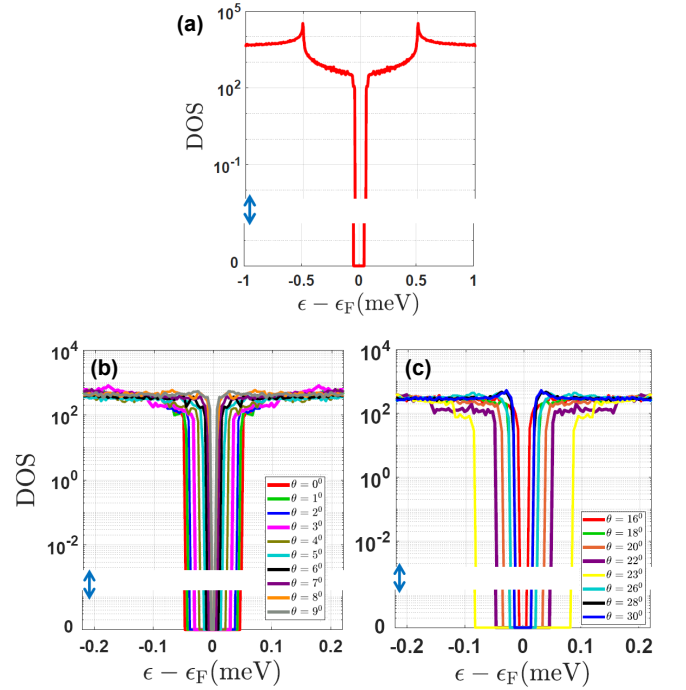 (a)
DOS
10^5
10^2
10^-1
0
-1 -0.5 0 0.5 1
ϵ − ϵ_F(meV)
(b)
DOS
10^4
10^2
10^0
10^-2
0
θ = 0^0
θ = 1^0
θ = 2^0
θ = 3^0
θ = 4^0
θ = 5^0
θ = 6^0
θ = 7^0
θ = 8^0
θ = 9^0
-0.2 -0.1 0 0.1 0.2
ϵ − ϵ_F(meV)
(c)
10^4
10^2
10^0
10^-2
0
θ = 16^0
θ = 18^0
θ = 20^0
θ = 22^0
θ = 23^0
θ = 26^0
θ = 28^0
θ = 30^0
-0.2 -0.1 0 0.1 0.2
ϵ − ϵ_F(meV)